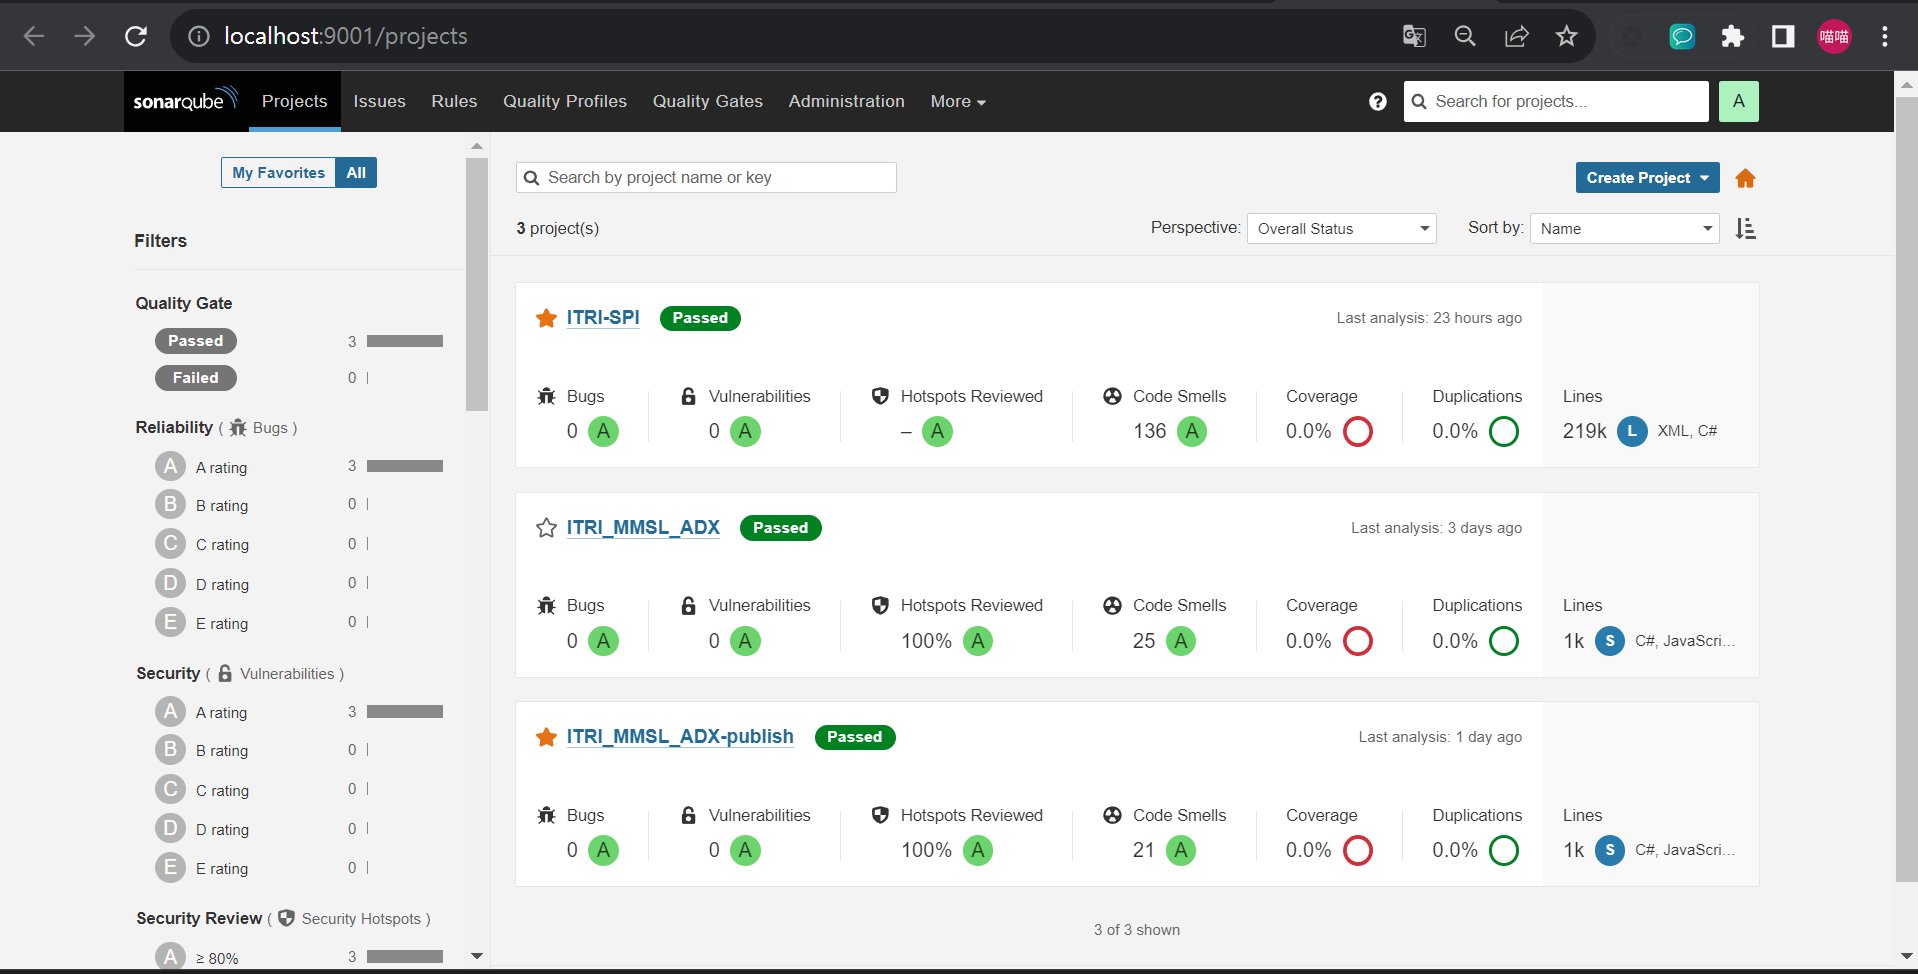 localhost:9001/projects
喵喵
sonarqube Projects Issues Rules Quality Profiles Quality Gates Administration More Search for projects... A
My Favorites All
Filters
Quality Gate
Passed 3
Failed 0
Reliability ( Bugs )
A A rating 3
B B rating 0
C C rating 0
D D rating 0
E E rating 0
Security ( Vulnerabilities )
A A rating 3
B B rating 0
C C rating 0
D D rating 0
E E rating 0
Security Review ( Security Hotspots )
A ≥ 80% 3
Search by project name or key Create Project
3 project(s) Perspective: Overall Status Sort by: Name
ITRI-SPI Passed Last analysis: 23 hours ago
Bugs Vulnerabilities Hotspots Reviewed Code Smells Coverage Duplications Lines
0 A 0 A – A 136 A 0.0% 0.0% 219k L XML, C#
ITRI_MMSL_ADX Passed Last analysis: 3 days ago
Bugs Vulnerabilities Hotspots Reviewed Code Smells Coverage Duplications Lines
0 A 0 A 100% A 25 A 0.0% 0.0% 1k S C#, JavaScri...
ITRI_MMSL_ADX-publish Passed Last analysis: 1 day ago
Bugs Vulnerabilities Hotspots Reviewed Code Smells Coverage Duplications Lines
0 A 0 A 100% A 21 A 0.0% 0.0% 1k S C#, JavaScri...
3 of 3 shown